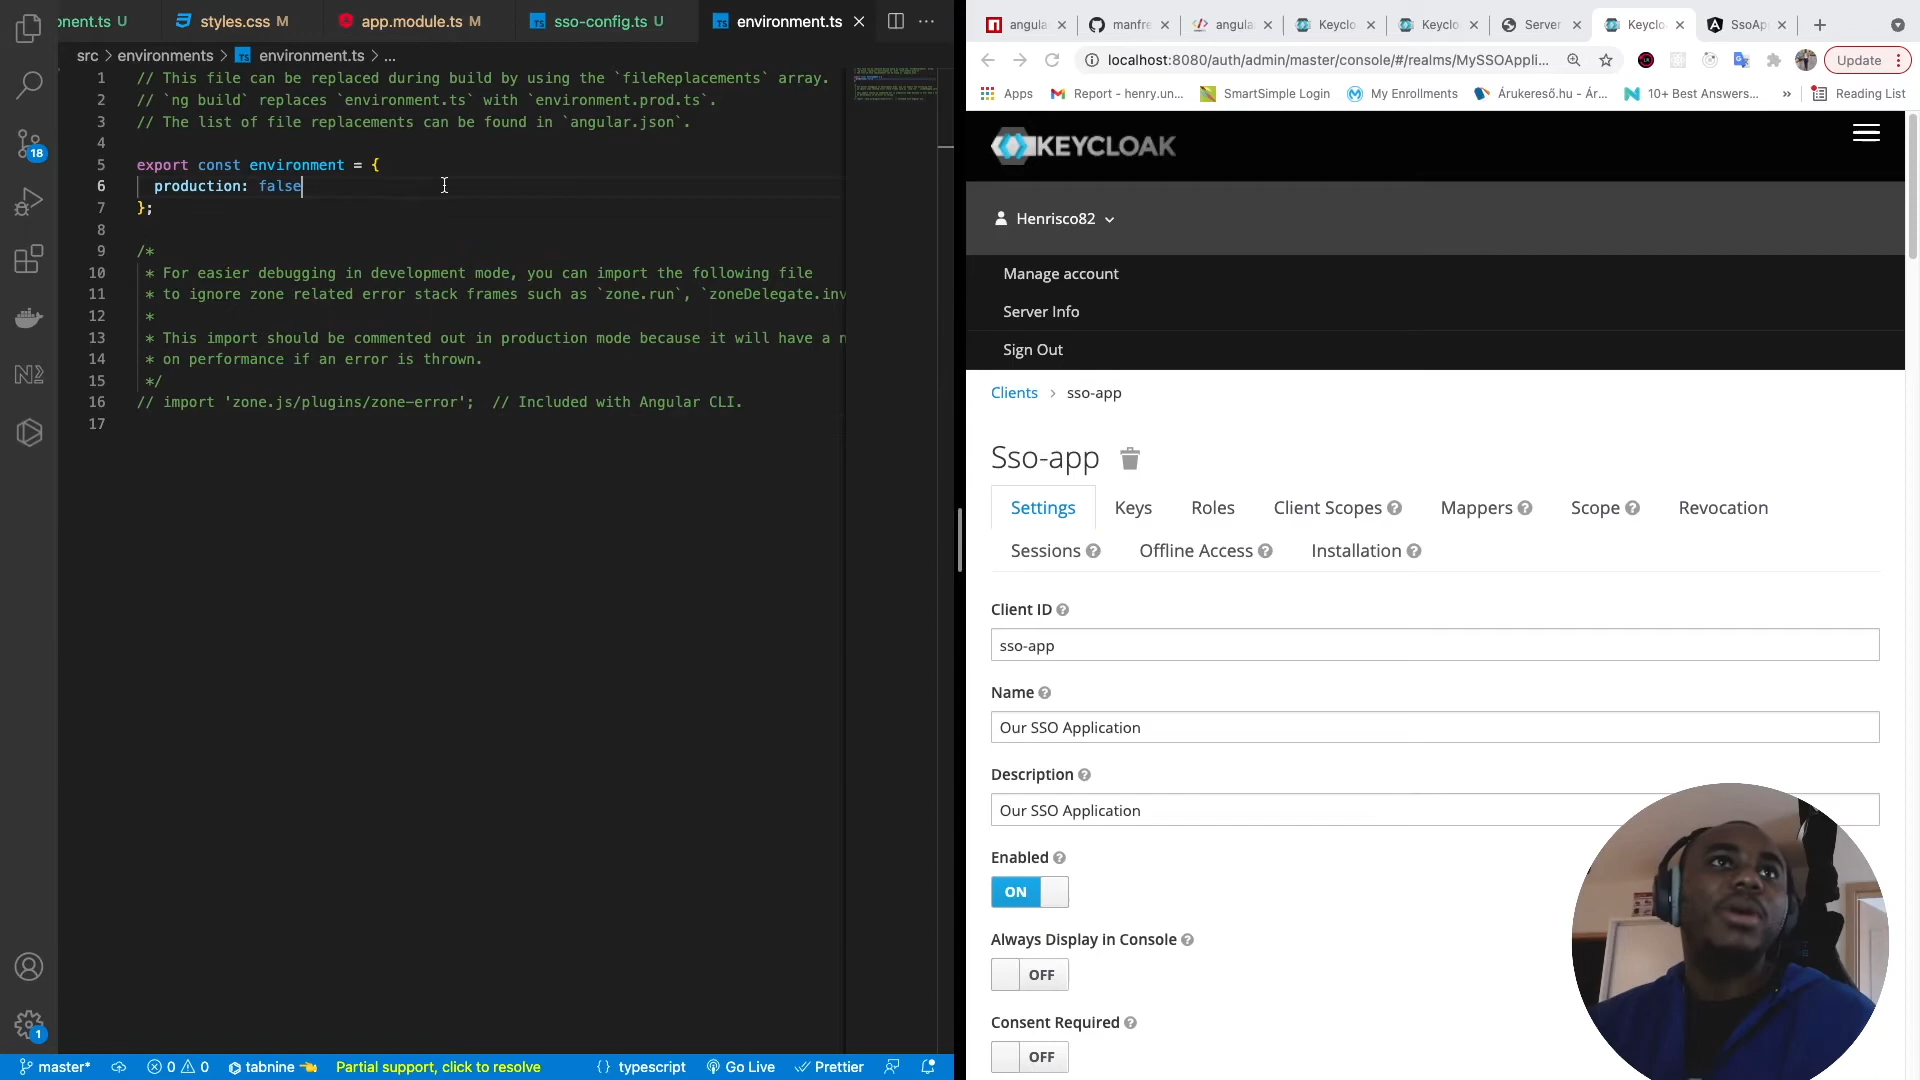 nent.ts U
styles.css M
app.module.ts M
sso-config.ts U
environment.ts
src > environments > environment.ts > ...
1 // This file can be replaced during build by using the `fileReplacements` array.
2 // `ng build` replaces `environment.ts` with `environment.prod.ts`.
3 // The list of file replacements can be found in `angular.json`.
4
5 export const environment = {
6 production: false
7 };
8
9 /*
10 * For easier debugging in development mode, you can import the following file
11 * to ignore zone related error stack frames such as `zone.run`, `zoneDelegate.inv
12 *
13 * This import should be commented out in production mode because it will have a n
14 * on performance if an error is thrown.
15 */
16 // import 'zone.js/plugins/zone-error'; // Included with Angular CLI.
17
18
1
master* 0 0 tabnine Partial support, click to resolve {} typescript Go Live Prettier
angula
manfre
angula
Keyclo
Keyclo
Server
Keyclo
SsoAp
localhost:8080/auth/admin/master/console/#/realms/MySSOAppli...
Update
Apps
Report - henry.un...
SmartSimple Login
My Enrollments
Árukereső.hu - Ár...
10+ Best Answers...
»
Reading List
KEYCLOAK
Henrisco82
Manage account
Server Info
Sign Out
Clients > sso-app
Sso-app
Settings Keys Roles Client Scopes Mappers Scope Revocation
Sessions Offline Access Installation
Client ID
sso-app
Name
Our SSO Application
Description
Our SSO Application
Enabled
ON
Always Display in Console
OFF
Consent Required
OFF